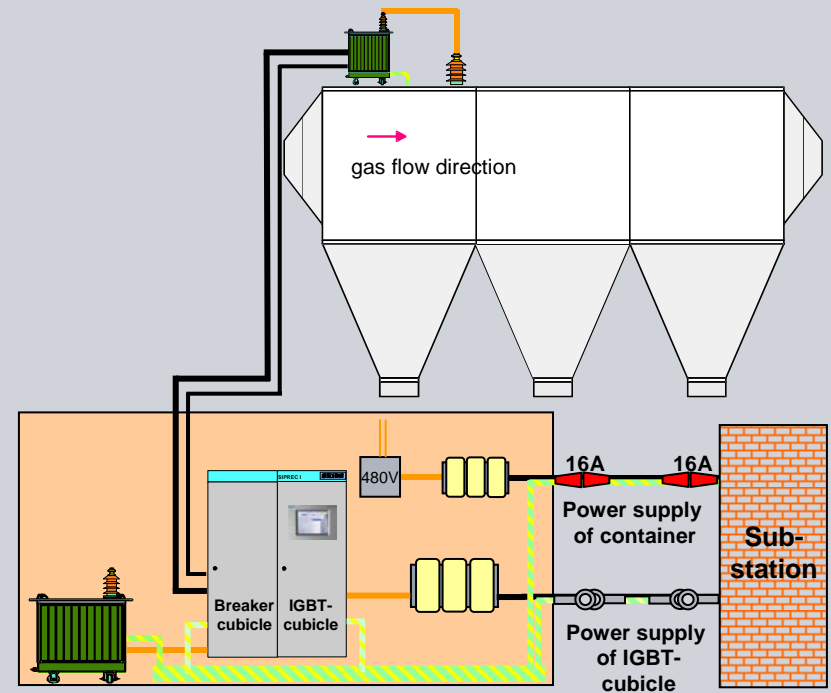 gas flow direction
16A
16A
480V
SIPREC I
Power supply
of container
Sub-
station
Breaker
cubicle
IGBT-
cubicle
Power supply
of IGBT-
cubicle